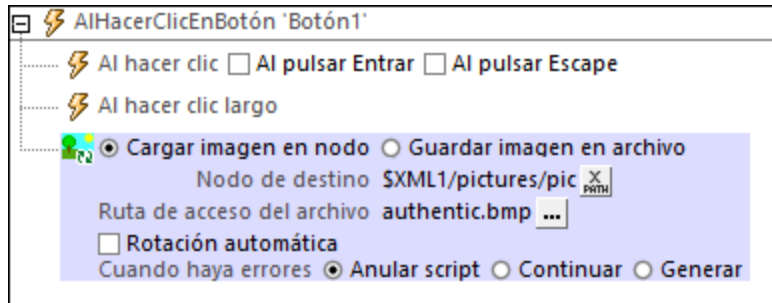 AlHacerClicEnBotón 'Botón1'
Al hacer clic Al pulsar Entrar Al pulsar Escape
Al hacer clic largo
Cargar imagen en nodo Guardar imagen en archivo
Nodo de destino $XML1/pictures/pic X PATH
Ruta de acceso del archivo authentic.bmp ...
Rotación automática
Cuando haya errores Anular script Continuar Generar